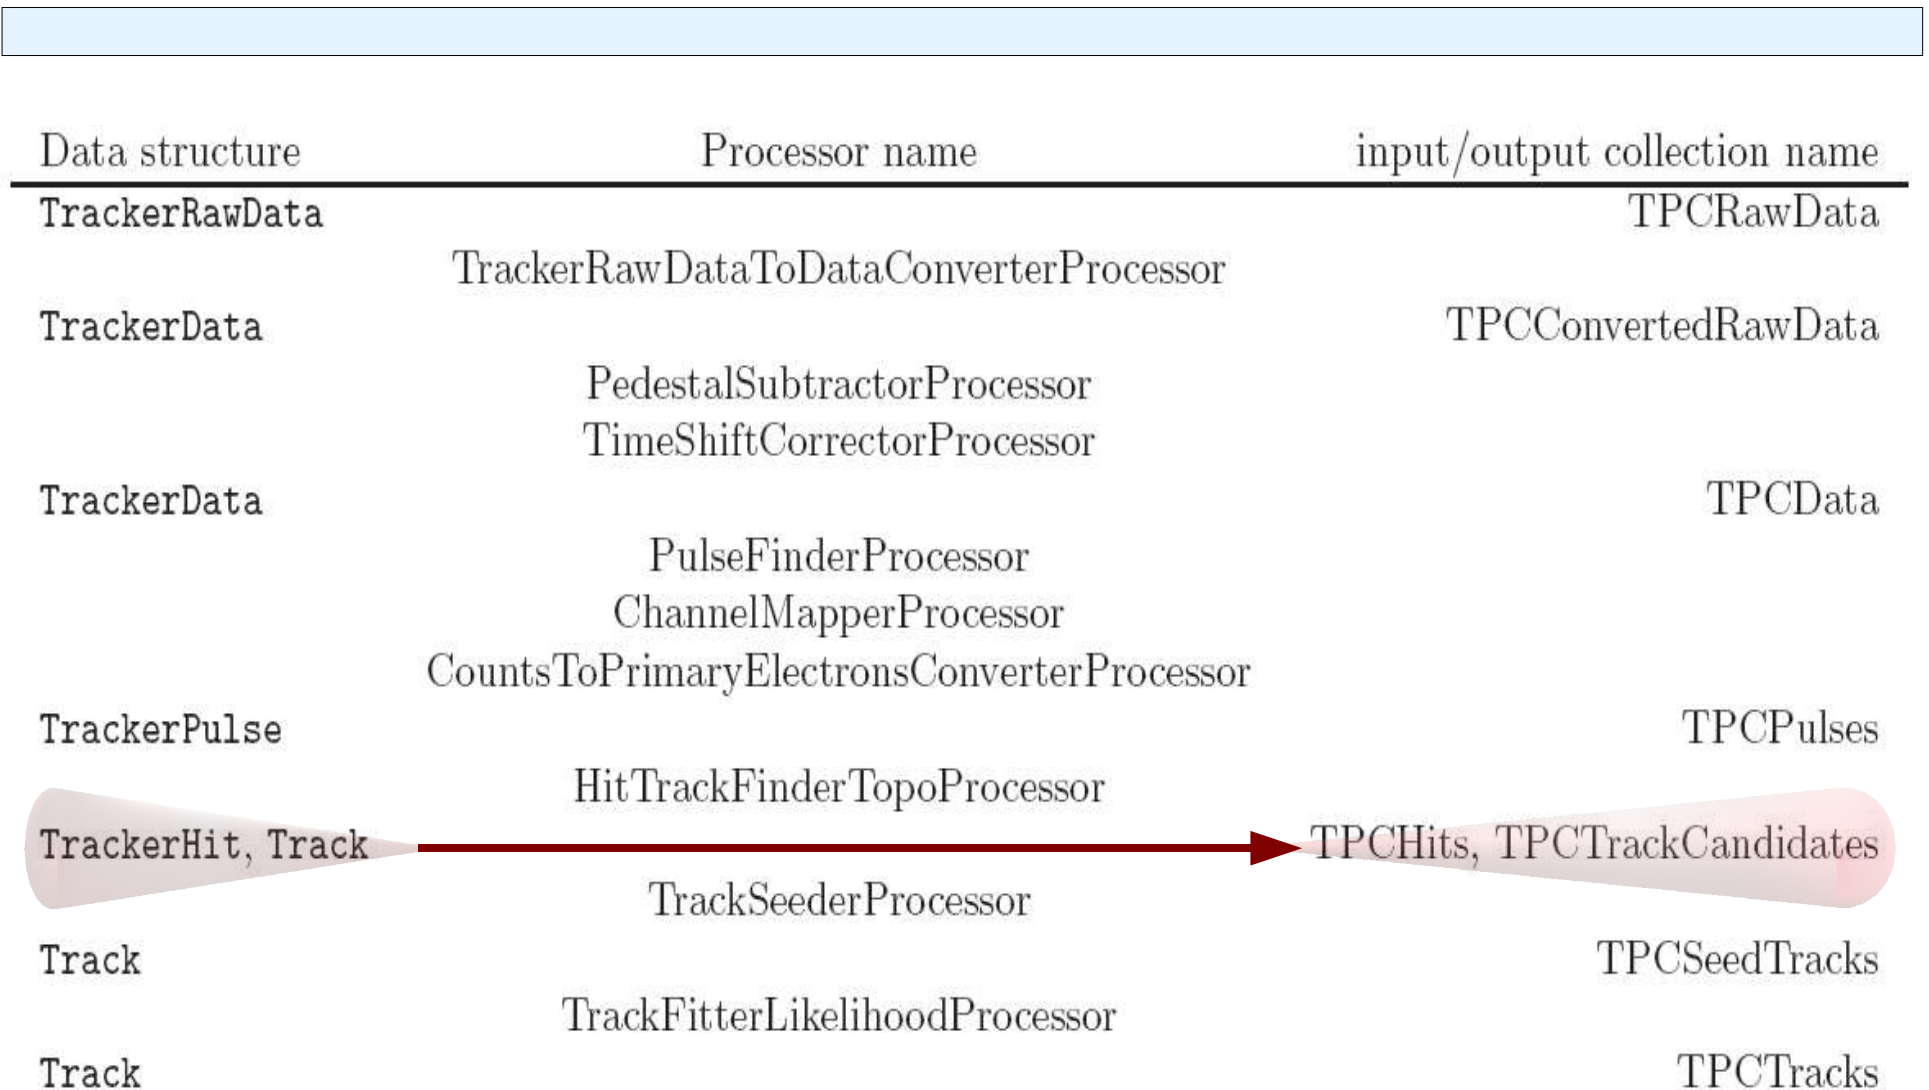 Data structure Processor name input/output collection name
TrackerRawData TPCRawData
TrackerRawDataToDataConverterProcessor
TrackerData TPCConvertedRawData
PedestalSubtractorProcessor
TimeShiftCorrectorProcessor
TrackerData TPCData
PulseFinderProcessor
ChannelMapperProcessor
CountsToPrimaryElectronsConverterProcessor
TrackerPulse TPCPulses
HitTrackFinderTopoProcessor
TrackerHit, Track TPCHits, TPCTrackCandidates
TrackSeederProcessor
Track TPCSeedTracks
TrackFitterLikelihoodProcessor
Track TPCTracks